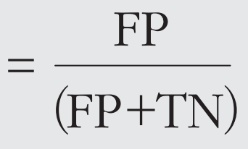 = FP
(FP+TN)